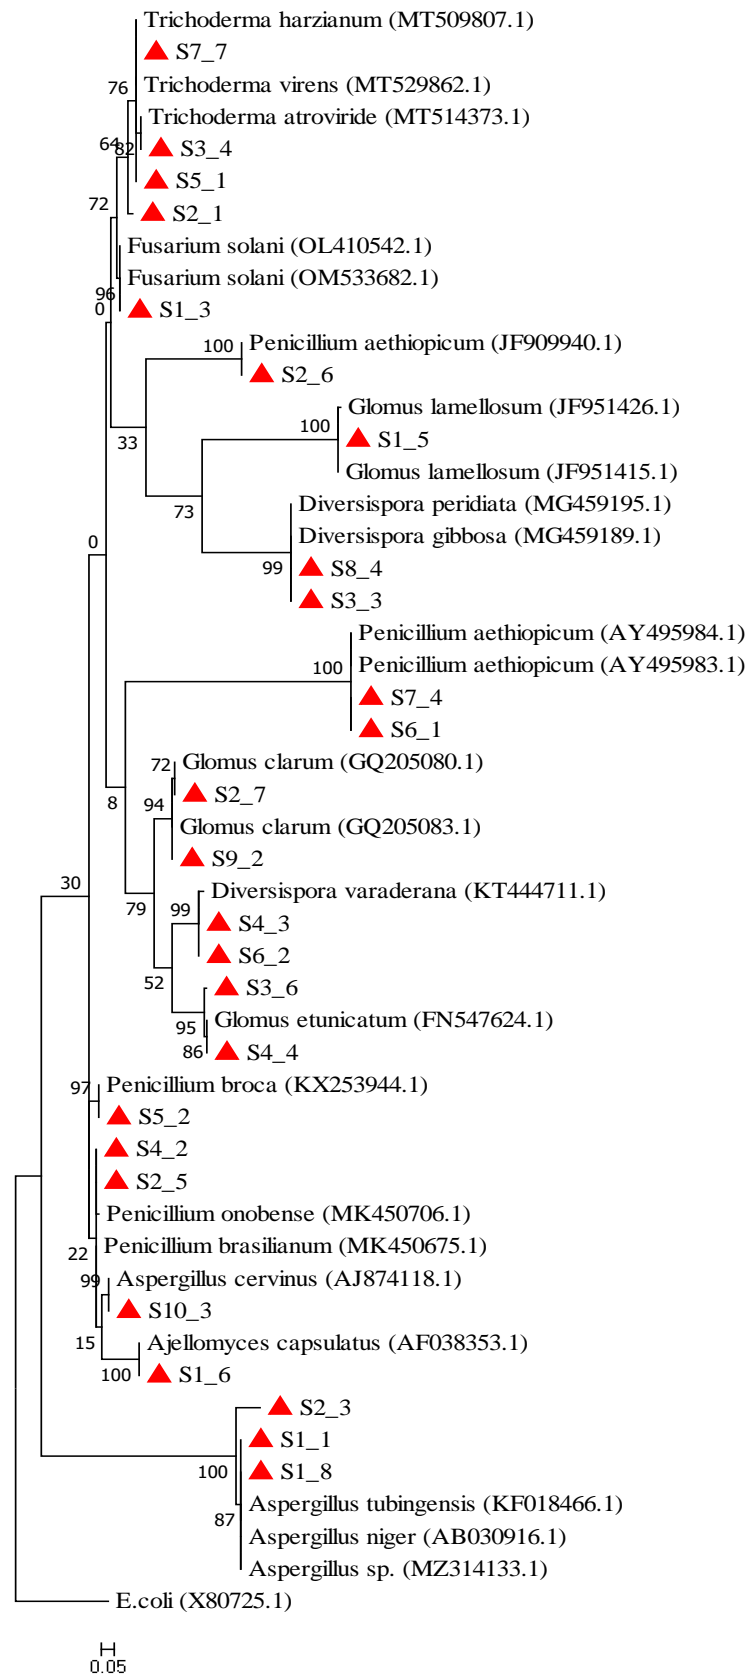 Trichoderma harzianum (MT509807.1)
S7_7
76
Trichoderma virens (MT529862.1)
Trichoderma atroviride (MT514373.1)
64
82
S3_4
S5_1
72
S2_1
Fusarium solani (OL410542.1)
Fusarium solani (OM533682.1)
96
0
S1_3
100
Penicillium aethiopicum (JF909940.1)
S2_6
Glomus lamellosum (JF951426.1)
100
S1_5
33
Glomus lamellosum (JF951415.1)
Diversispora peridiata (MG459195.1)
73
Diversispora gibbosa (MG459189.1)
0
99
S8_4
S3_3
Penicillium aethiopicum (AY495984.1)
100
Penicillium aethiopicum (AY495983.1)
S7_4
S6_1
72
Glomus clarum (GQ205080.1)
S2_7
8
94
Glomus clarum (GQ205083.1)
S9_2
30
Diversispora varaderana (KT444711.1)
79
99
S4_3
S6_2
52
S3_6
Glomus etunicatum (FN547624.1)
95
86
S4_4
97
Penicillium broca (KX253944.1)
S5_2
S4_2
S2_5
Penicillium onobense (MK450706.1)
Penicillium brasilianum (MK450675.1)
22
99
Aspergillus cervinus (AJ874118.1)
S10_3
15
Ajellomyces capsulatus (AF038353.1)
100
S1_6
S2_3
S1_1
100
S1_8
Aspergillus tubingensis (KF018466.1)
87
Aspergillus niger (AB030916.1)
Aspergillus sp. (MZ314133.1)
E.coli (X80725.1)
0.05